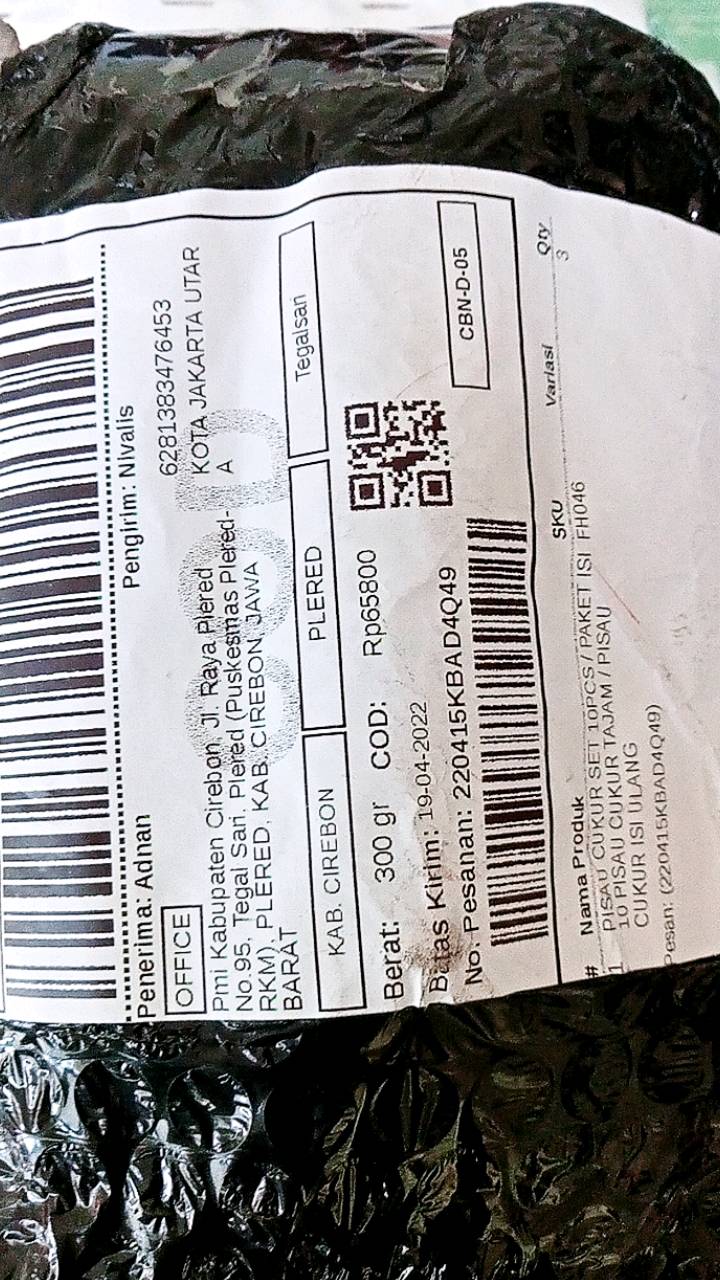 Penerima: Adnan Pengirim: Nivalis
OFFICE 6281383476453
Pmi Kabupaten Cirebon, Jl. Raya Plered KOTA JAKARTA UTAR
No.95, Tegal Sari, Plered (Puskesmas Plered- A
RKM), PLERED, KAB. CIREBON, JAWA
BARAT
COD
KAB. CIREBON PLERED Tegalsari
Berat: 300 gr COD: Rp65800
Batas Kirim: 19-04-2022
No. Pesanan: 220415KBAD4Q49
CBN-D-05
# Nama Produk SKU Variasi Qty
1 PISAU CUKUR SET 10PCS / PAKET ISI FH046 3
10 PISAU CUKUR TAJAM / PISAU
CUKUR ISI ULANG
Pesan: (220415KBAD4Q49)